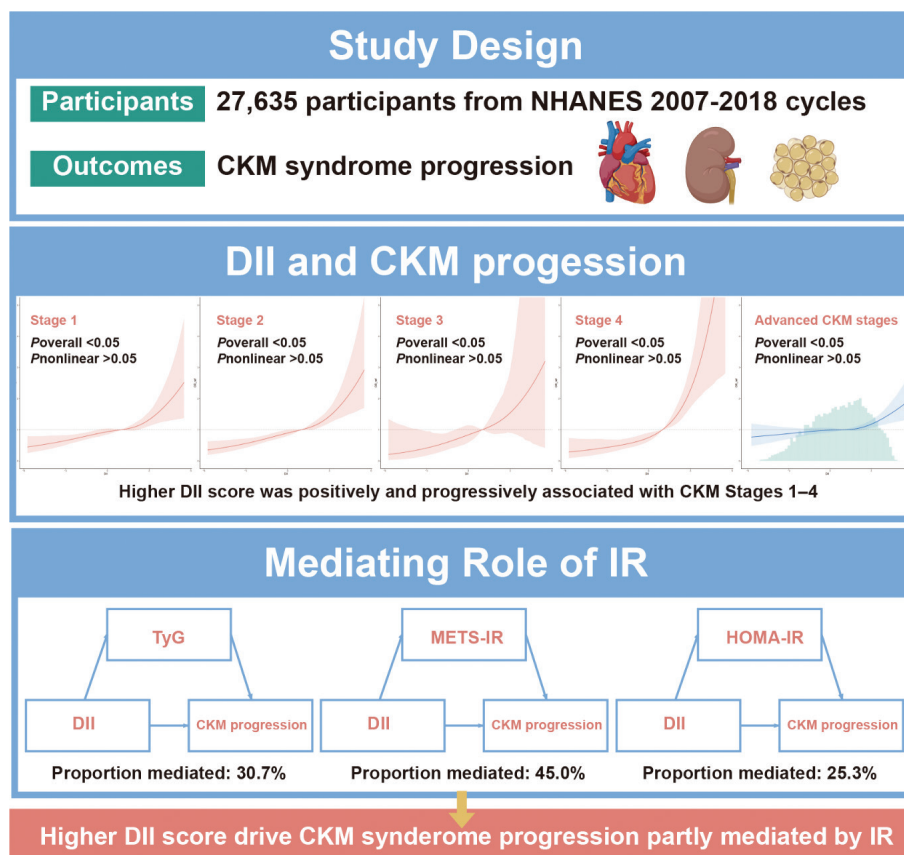 Study Design
Participants 27,635 participants from NHANES 2007-2018 cycles
Outcomes CKM syndrome progression
DII and CKM progession
Stage 1
Poverall <0.05
Pnonlinear >0.05
Stage 2
Poverall <0.05
Pnonlinear >0.05
Stage 3
Poverall <0.05
Pnonlinear >0.05
Stage 4
Poverall <0.05
Pnonlinear >0.05
Advanced CKM stages
Poverall <0.05
Pnonlinear >0.05
Higher DII score was positively and progressively associated with CKM Stages 1–4
Mediating Role of IR
TyG
DII
CKM progression
Proportion mediated: 30.7%
METS-IR
DII
CKM progression
Proportion mediated: 45.0%
HOMA-IR
DII
CKM progression
Proportion mediated: 25.3%
Higher DII score drive CKM synderome progression partly mediated by IR